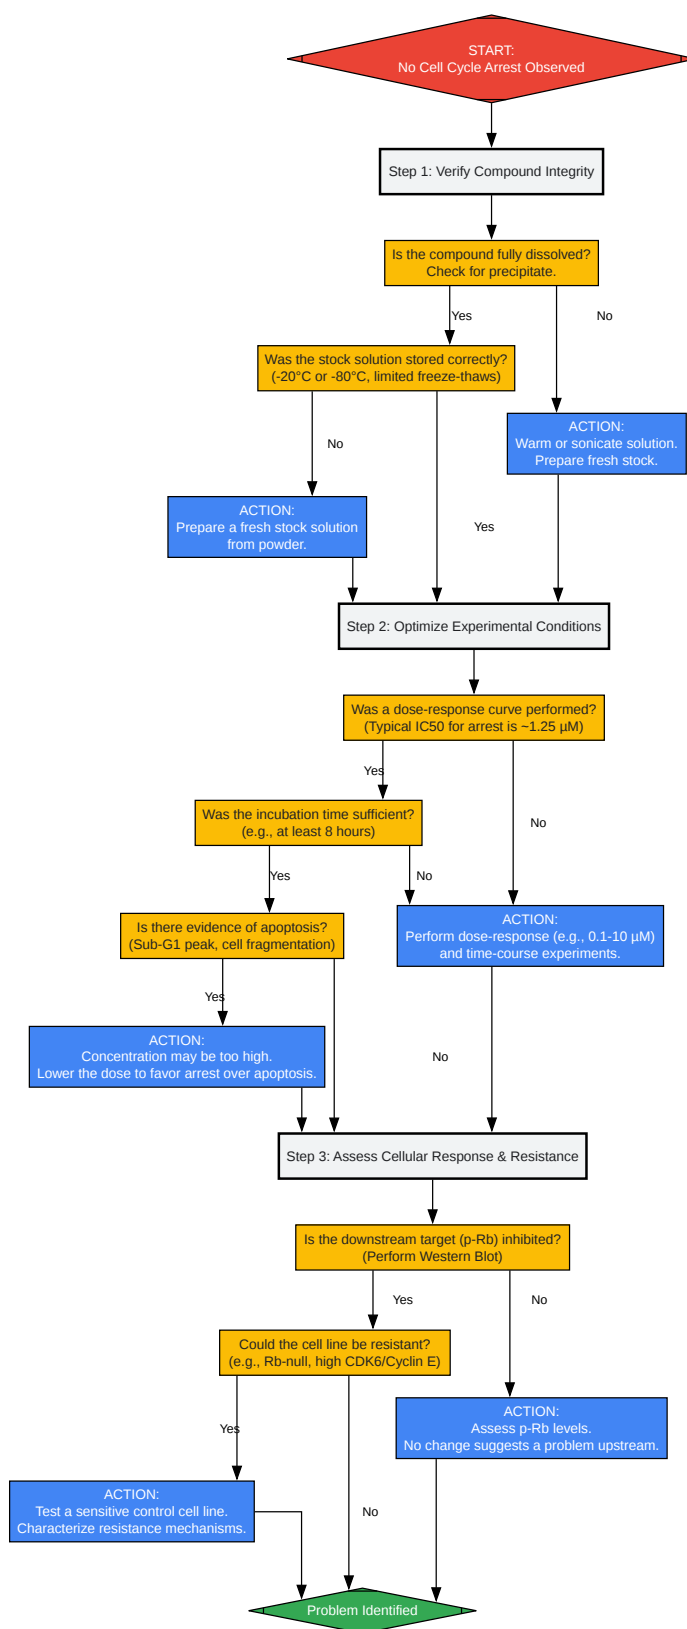 START:
No Cell Cycle Arrest Observed
Step 1: Verify Compound Integrity
Is the compound fully dissolved?
Check for precipitate.
Yes
No
Was the stock solution stored correctly?
(-20°C or -80°C, limited freeze-thaws)
ACTION:
Warm or sonicate solution.
Prepare fresh stock.
No
Yes
ACTION:
Prepare a fresh stock solution
from powder.
Step 2: Optimize Experimental Conditions
Was a dose-response curve performed?
(Typical IC50 for arrest is ~1.25 µM)
Yes
No
Was the incubation time sufficient?
(e.g., at least 8 hours)
Yes
No
Is there evidence of apoptosis?
(Sub-G1 peak, cell fragmentation)
ACTION:
Perform dose-response (e.g., 0.1-10 µM)
and time-course experiments.
Yes
No
ACTION:
Concentration may be too high.
Lower the dose to favor arrest over apoptosis.
Step 3: Assess Cellular Response & Resistance
Is the downstream target (p-Rb) inhibited?
(Perform Western Blot)
Yes
No
Could the cell line be resistant?
(e.g., Rb-null, high CDK6/Cyclin E)
ACTION:
Assess p-Rb levels.
No change suggests a problem upstream.
Yes
No
ACTION:
Test a sensitive control cell line.
Characterize resistance mechanisms.
Problem Identified